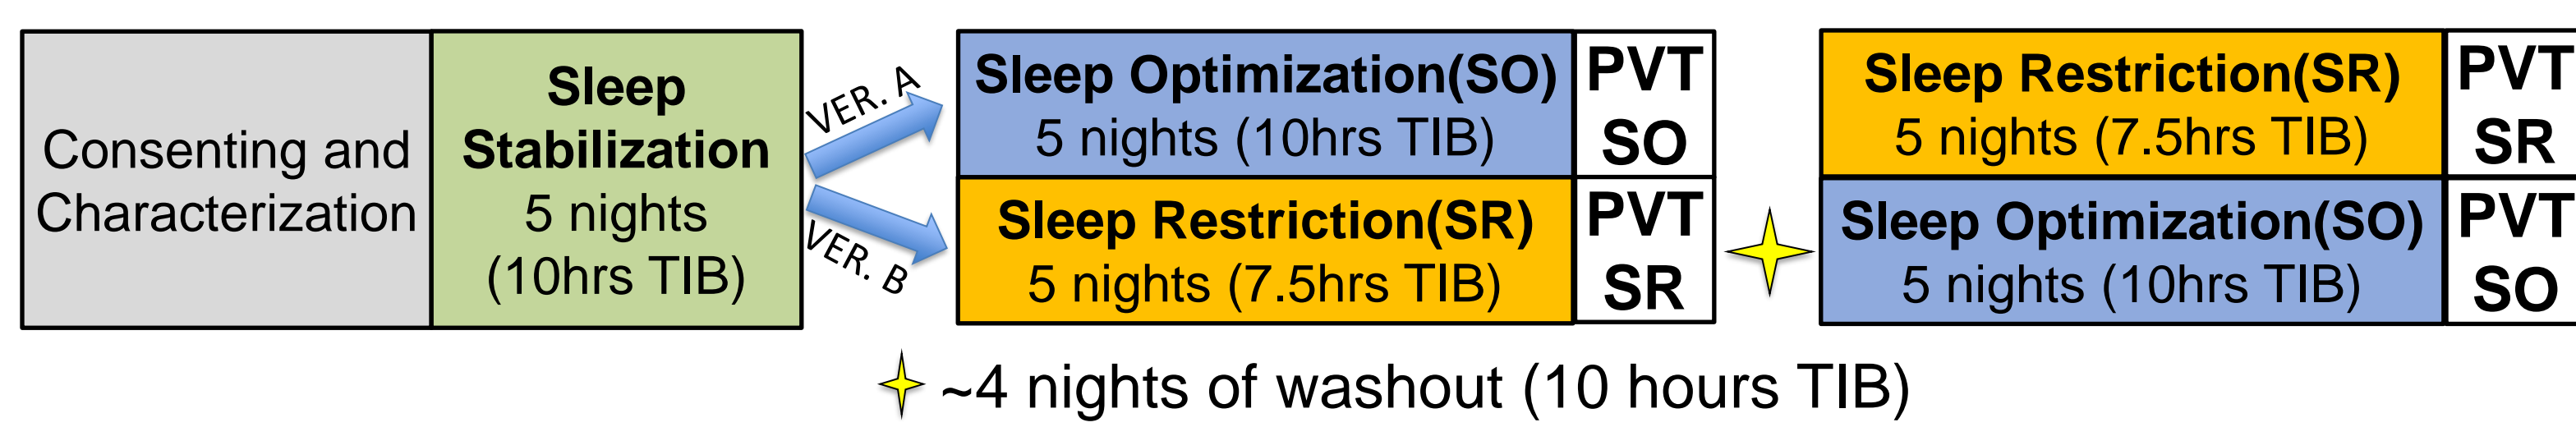 Consenting and
Characterization
Sleep
Stabilization
5 nights
(10hrs TIB)
VER. A
VER. B
Sleep Optimization(SO)
5 nights (10hrs TIB)
PVT
SO
Sleep Restriction(SR)
5 nights (7.5hrs TIB)
PVT
SR
Sleep Restriction(SR)
5 nights (7.5hrs TIB)
PVT
SR
Sleep Optimization(SO)
5 nights (10hrs TIB)
PVT
SO
~4 nights of washout (10 hours TIB)